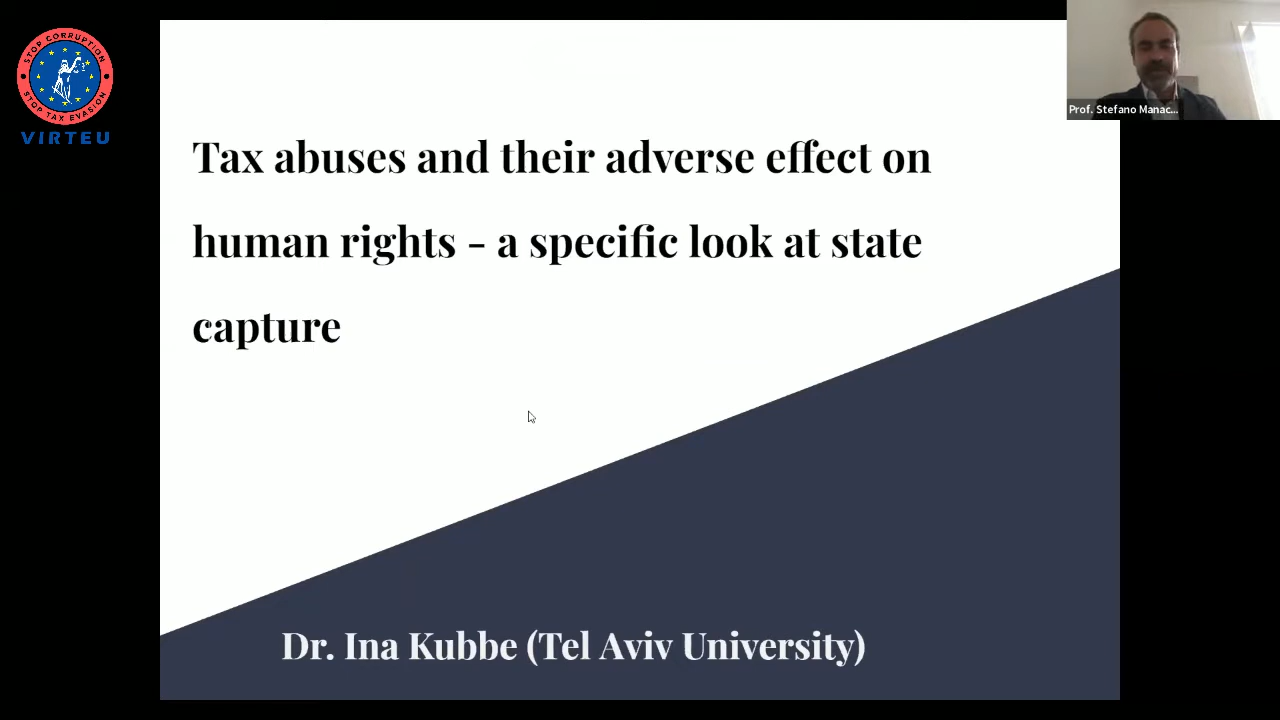 STOP CORRUPTION
STOP TAX EVASION
VIRTEU
Prof. Stefano Manac...
Tax abuses and their adverse effect on
human rights - a specific look at state
capture
Dr. Ina Kubbe (Tel Aviv University)